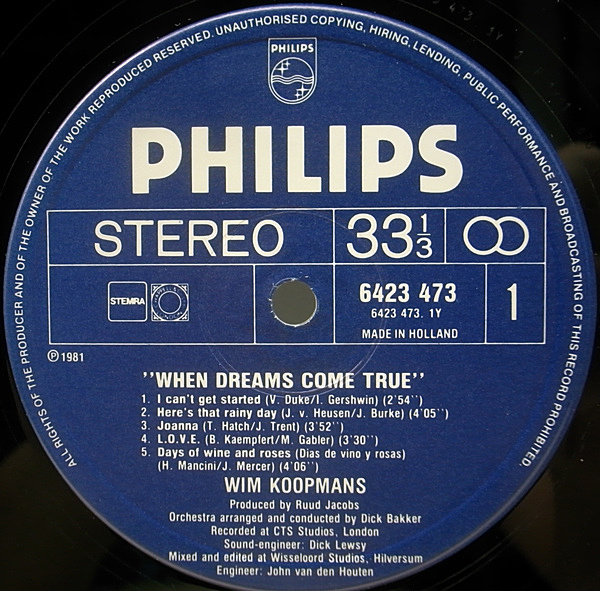 ALL RIGHTS OF THE PRODUCER AND OF THE OWNER OF THE WORK REPRODUCED RESERVED. UNAUTHORISED COPYING, HIRING, LENDING, PUBLIC PERFORMANCE AND BROADCASTING OF THIS RECORD PROHIBITED.
PHILIPS
PHILIPS
STEREO
33 1/3
STEMRA
6423 473
6423 473. 1Y
MADE IN HOLLAND
1
℗ 1981
"WHEN DREAMS COME TRUE"
1. I can't get started (V. Duke/I. Gershwin) (2'54'')
2. Here's that rainy day (J. v. Heusen/J. Burke) (4'05'')
3. Joanna (T. Hatch/J. Trent) (3'52'')
4. L.O.V.E. (B. Kaempfert/M. Gabler) (3'30'')
5. Days of wine and roses (Dias de vino y rosas)
(H. Mancini/J. Mercer) (4'06'')
WIM KOOPMANS
Produced by Ruud Jacobs
Orchestra arranged and conducted by Dick Bakker
Recorded at CTS Studios, London
Sound-engineer: Dick Lewsy
Mixed and edited at Wisseloord Studios, Hilversum
Engineer: John van den Houten